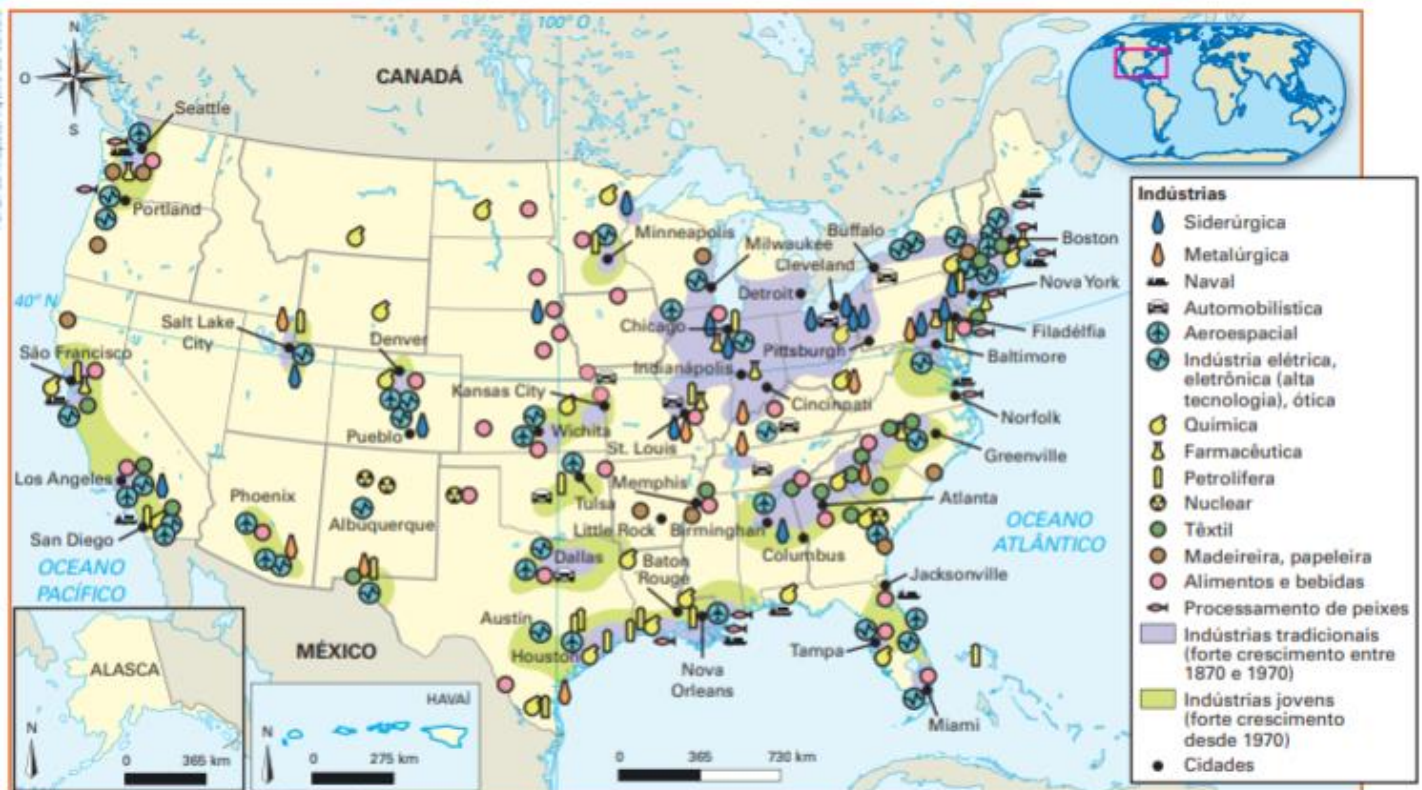 100° O
N
O
L
S
CANADÁ
Seattle
Portland
Minneapolis
Milwaukee
Buffalo
Cleveland
Boston
Detroit
Nova York
40° N
Salt Lake
City
Chicago
Filadélfia
Denver
Pittsburgh
Baltimore
São Francisco
Indianápolis
Kansas City
Cincinnati
Norfolk
Pueblo
Wichita
St. Louis
Greenville
Los Angeles
Phoenix
Tulsa
Memphis
Atlanta
Albuquerque
Little Rock
Birminghan
San Diego
Columbus
OCEANO
ATLÂNTICO
OCEANO
PACÍFICO
Dallas
Baton
Rouge
Jacksonville
Austin
MÉXICO
Houston
Tampa
Nova
Orleans
Miami
ALASCA
N
0 365 km
HAVAÍ
N
0 275 km
0 365 730 km
Indústrias
Siderúrgica
Metalúrgica
Naval
Automobilística
Aeroespacial
Indústria elétrica,
eletrônica (alta
tecnologia), ótica
Química
Farmacêutica
Petrolífera
Nuclear
Têxtil
Madeireira, papeleira
Alimentos e bebidas
Processamento de peixes
Indústrias tradicionais
(forte crescimento entre
1870 e 1970)
Indústrias jovens
(forte crescimento
desde 1970)
Cidades